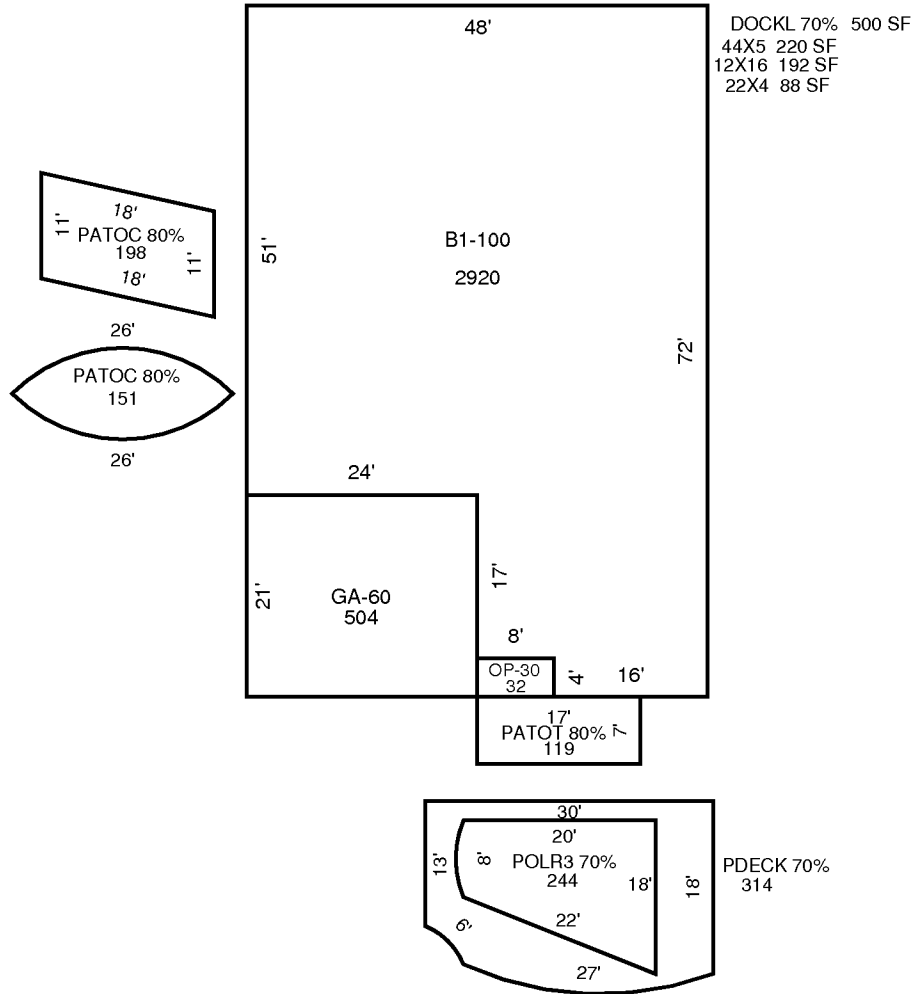 48'
DOCKL 70% 500 SF
44X5 220 SF
12X16 192 SF
22X4 88 SF
18'
11'
PATOC 80%
198
11'
18'
51'
B1-100
2920
72'
26'
PATOC 80%
151
26'
24'
21'
GA-60
504
17'
8'
OP-30
32
4'
16'
17'
PATOT 80%
7'
119
30'
20'
13'
8'
POLR3 70%
244
18'
18'
PDECK 70%
314
22'
6'
27'